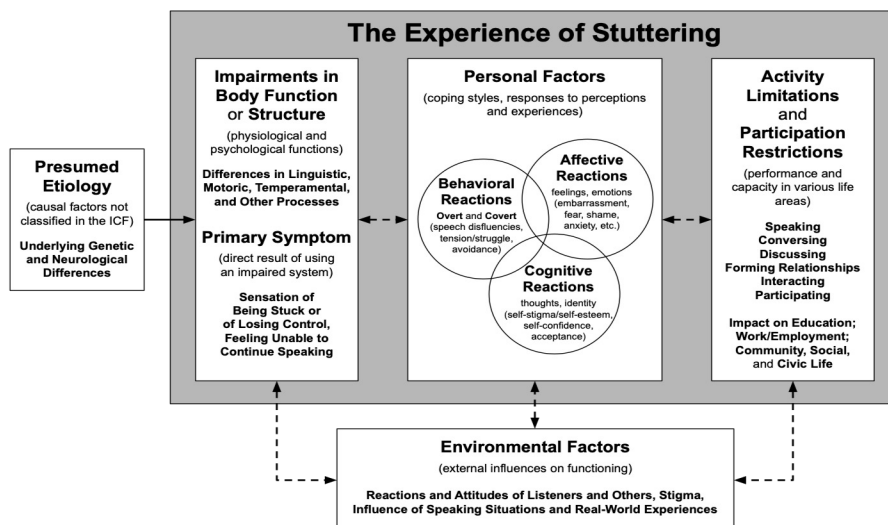 The Experience of Stuttering
Presumed
Etiology
(causal factors not
classified in the ICF)
Underlying Genetic
and Neurological
Differences
Impairments in
Body Function
or Structure
(physiological and
psychological functions)
Differences in Linguistic,
Motoric, Temperamental,
and Other Processes
Primary Symptom
(direct result of using
an impaired system)
Sensation of
Being Stuck or
of Losing Control,
Feeling Unable to
Continue Speaking
Personal Factors
(coping styles, responses to perceptions
and experiences)
Behavioral
Reactions
Overt and Covert
(speech disfluencies,
tension/struggle,
avoidance)
Affective
Reactions
feelings, emotions
(embarrassment,
fear, shame,
anxiety, etc.)
Cognitive
Reactions
thoughts, identity
(self-stigma/self-esteem,
self-confidence,
acceptance)
Activity
Limitations
and
Participation
Restrictions
(performance and
capacity in various life
areas)
Speaking
Conversing
Discussing
Forming Relationships
Interacting
Participating
Impact on Education;
Work/Employment;
Community, Social,
and Civic Life
Environmental Factors
(external influences on functioning)
Reactions and Attitudes of Listeners and Others, Stigma,
Influence of Speaking Situations and Real-World Experiences